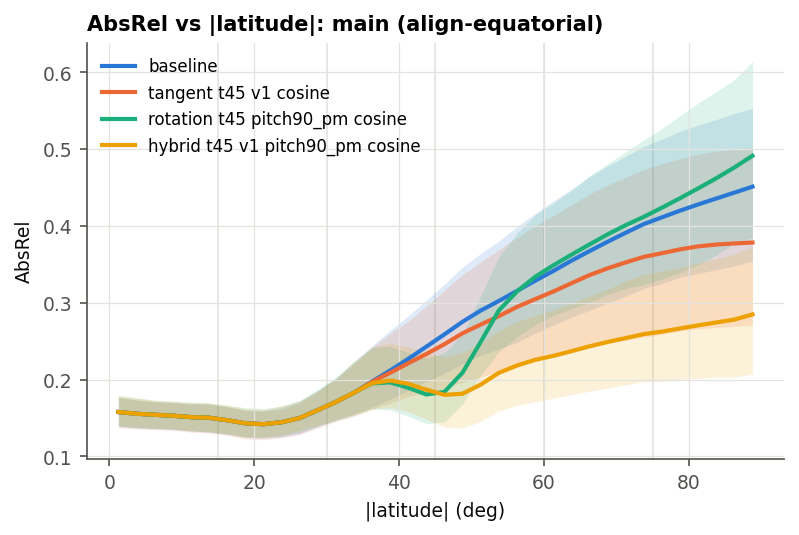 AbsRel vs |latitude|: main (align-equatorial)
baseline
tangent t45 v1 cosine
rotation t45 pitch90_pm cosine
hybrid t45 v1 pitch90_pm cosine
AbsRel
0.6
0.5
0.4
0.3
0.2
0.1
0 20 40 60 80
|latitude| (deg)